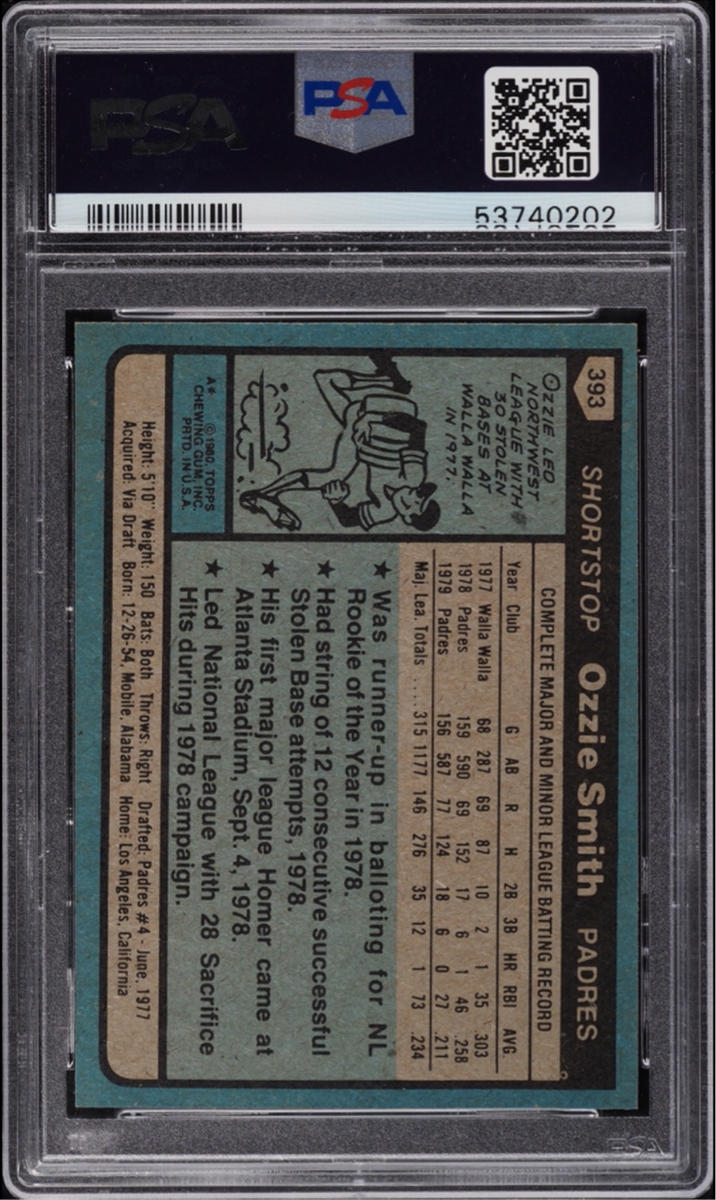 PSA
PSA
53740202
393
SHORTSTOP Ozzie Smith PADRES
OZZIE LED
NORTHWEST
LEAGUE WITH
30 STOLEN
BASES AT
WALLA WALLA
IN 1977.
A* ©1980, TOPPS
CHEWING GUM, INC.
PRTD. IN U.S.A.
COMPLETE MAJOR AND MINOR LEAGUE BATTING RECORD
Year Club G AB R H 2B 3B HR RBI AVG
1977 Walla Walla 68 287 69 87 10 2 1 35 .303
1978 Padres 159 590 69 152 17 6 1 46 .258
1979 Padres 156 587 77 124 18 6 0 27 .211
Maj. Lea. Totals .... 315 1177 146 276 35 12 1 73 .234
★ Was runner-up in balloting for NL
Rookie of the Year in 1978.
★ Had string of 12 consecutive successful
Stolen Base attempts, 1978.
★ His first major league Homer came at
Atlanta Stadium, Sept. 4, 1978.
★ Led National League with 28 Sacrifice
Hits during 1978 campaign.
Height: 5'10" Weight: 150 Bats: Both Throws: Right Drafted: Padres #4 - June, 1977
Acquired: Via Draft Born: 12-26-54, Mobile, Alabama Home: Los Angeles, California
PSA